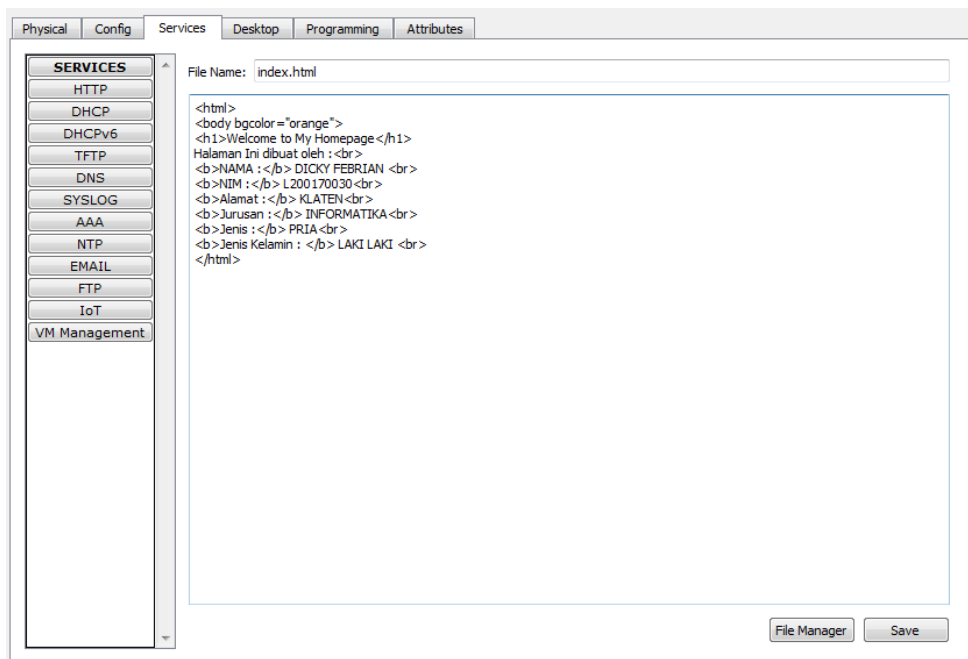 Physical Config Services Desktop Programming Attributes
SERVICES
HTTP
DHCP
DHCPv6
TFTP
DNS
SYSLOG
AAA
NTP
EMAIL
FTP
IoT
VM Management
File Name: index.html
<html>
<body bgcolor="orange">
<h1>Welcome to My Homepage</h1>
Halaman Ini dibuat oleh :<br>
<b>NAMA :</b> DICKY FEBRIAN <br>
<b>NIM :</b> L200170030<br>
<b>Alamat :</b> KLATEN<br>
<b>Jurusan :</b> INFORMATIKA<br>
<b>Jenis :</b> PRIA<br>
<b>Jenis Kelamin : </b> LAKI LAKI <br>
</html>
File Manager Save